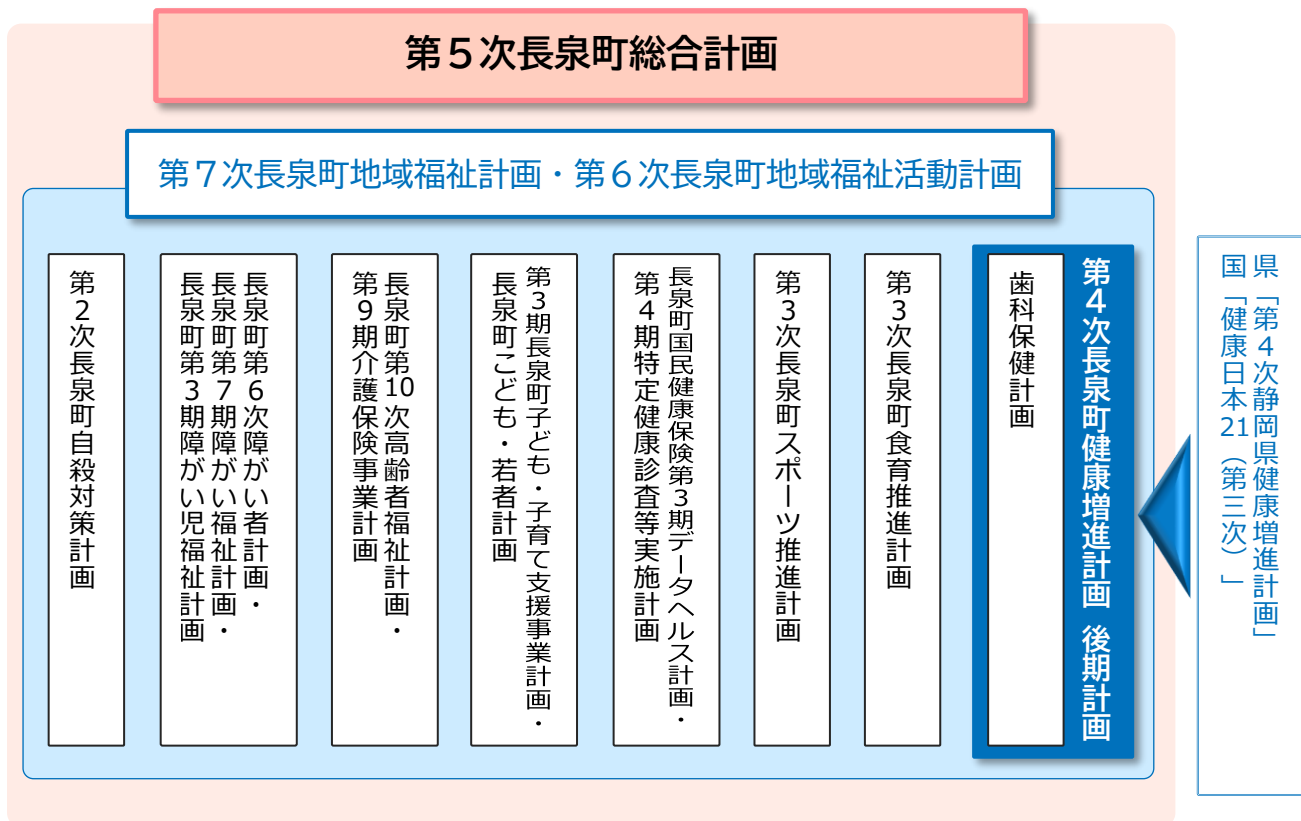 第５次長泉町総合計画
第７次長泉町地域福祉計画・第６次長泉町地域福祉活動計画
県「第４次静岡県健康増進計画」
国「健康日本21（第三次）」
第４次長泉町健康増進計画 後期計画
歯科保健計画
第３次長泉町食育推進計画
第３次長泉町スポーツ推進計画
長泉町国民健康保険第３期データヘルス計画・
第４期特定健康診査等実施計画
第３期長泉町子ども・子育て支援事業計画・
長泉町こども・若者計画
長泉町第10次高齢者福祉計画・
第９期介護保険事業計画
長泉町第６次障がい者計画・
長泉町第７期障がい福祉計画・
長泉町第３期障がい児福祉計画
第２次長泉町自殺対策計画